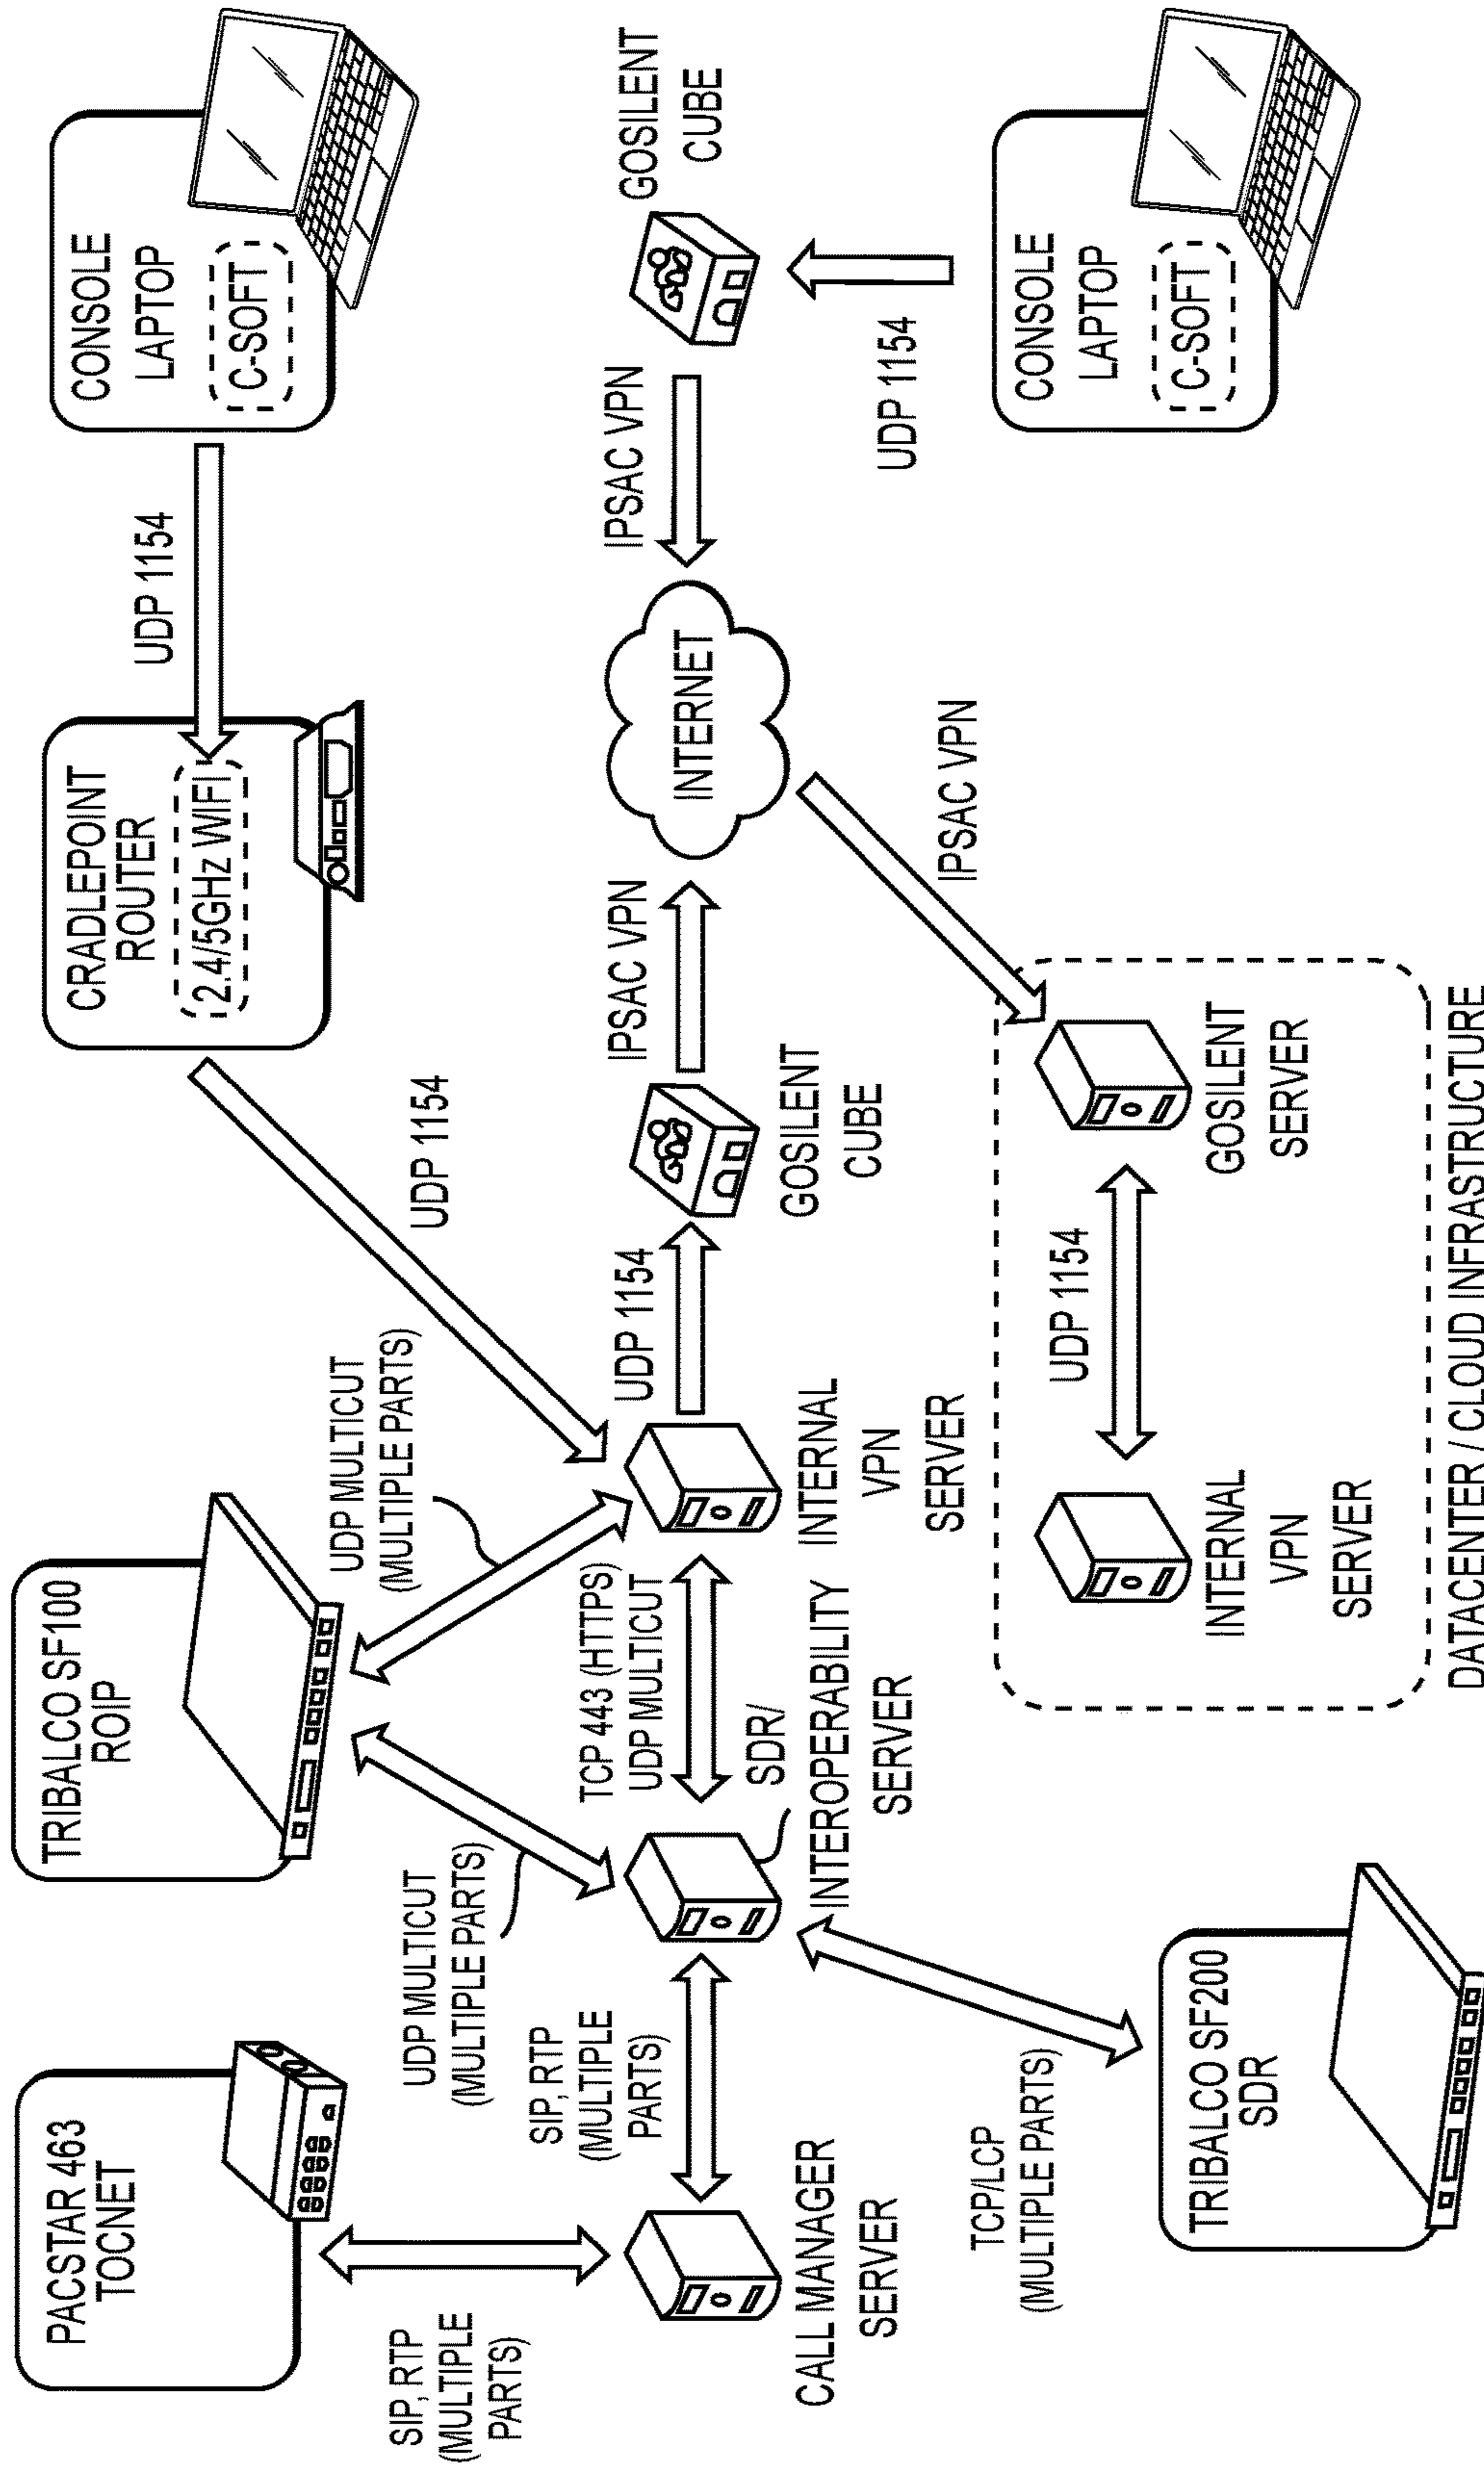 PACSTAR 463
TOCNET
TRIBALCO SF100
ROIP
CRADLEPOINT
ROUTER
2.4/5GHz WIFI
UDP 1154
CONSOLE
LAPTOP
C-SOFT
SIP, RTP
(MULTIPLE
PARTS)
UDP MULTICUT
(MULTIPLE PARTS)
UDP MULTICUT
(MULTIPLE PARTS)
UDP 1154
SIP, RTP
(MULTIPLE
PARTS)
TCP 443 (HTTPS)
UDP MULTICUT
UDP 1154
IPSAC VPN
INTERNET
IPSAC VPN
GOSILENT
CUBE
CALL MANAGER
SERVER
SDR/
INTEROPERABILITY
SERVER
INTERNAL
VPN
SERVER
GOSILENT
CUBE
IPSAC VPN
UDP 1154
TCP/LCP
(MULTIPLE PARTS)
TRIBALCO SF200
SDR
UDP 1154
INTERNAL
VPN
SERVER
GOSILENT
SERVER
DATACENTER / CLOUD INFRASTRUCTURE
CONSOLE
LAPTOP
C-SOFT